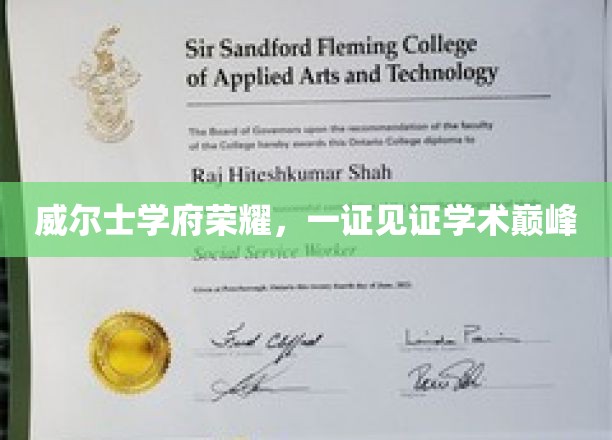 Sir Sandford Fleming College
of Applied Arts and Technology
The Board of Governors upon the recommendation of the faculty
of the College hereby awards this Ontario College diploma to
Raj Hiteshkumar Shah
威尔士学府荣耀，一证见证学术巅峰
Social Service Worker